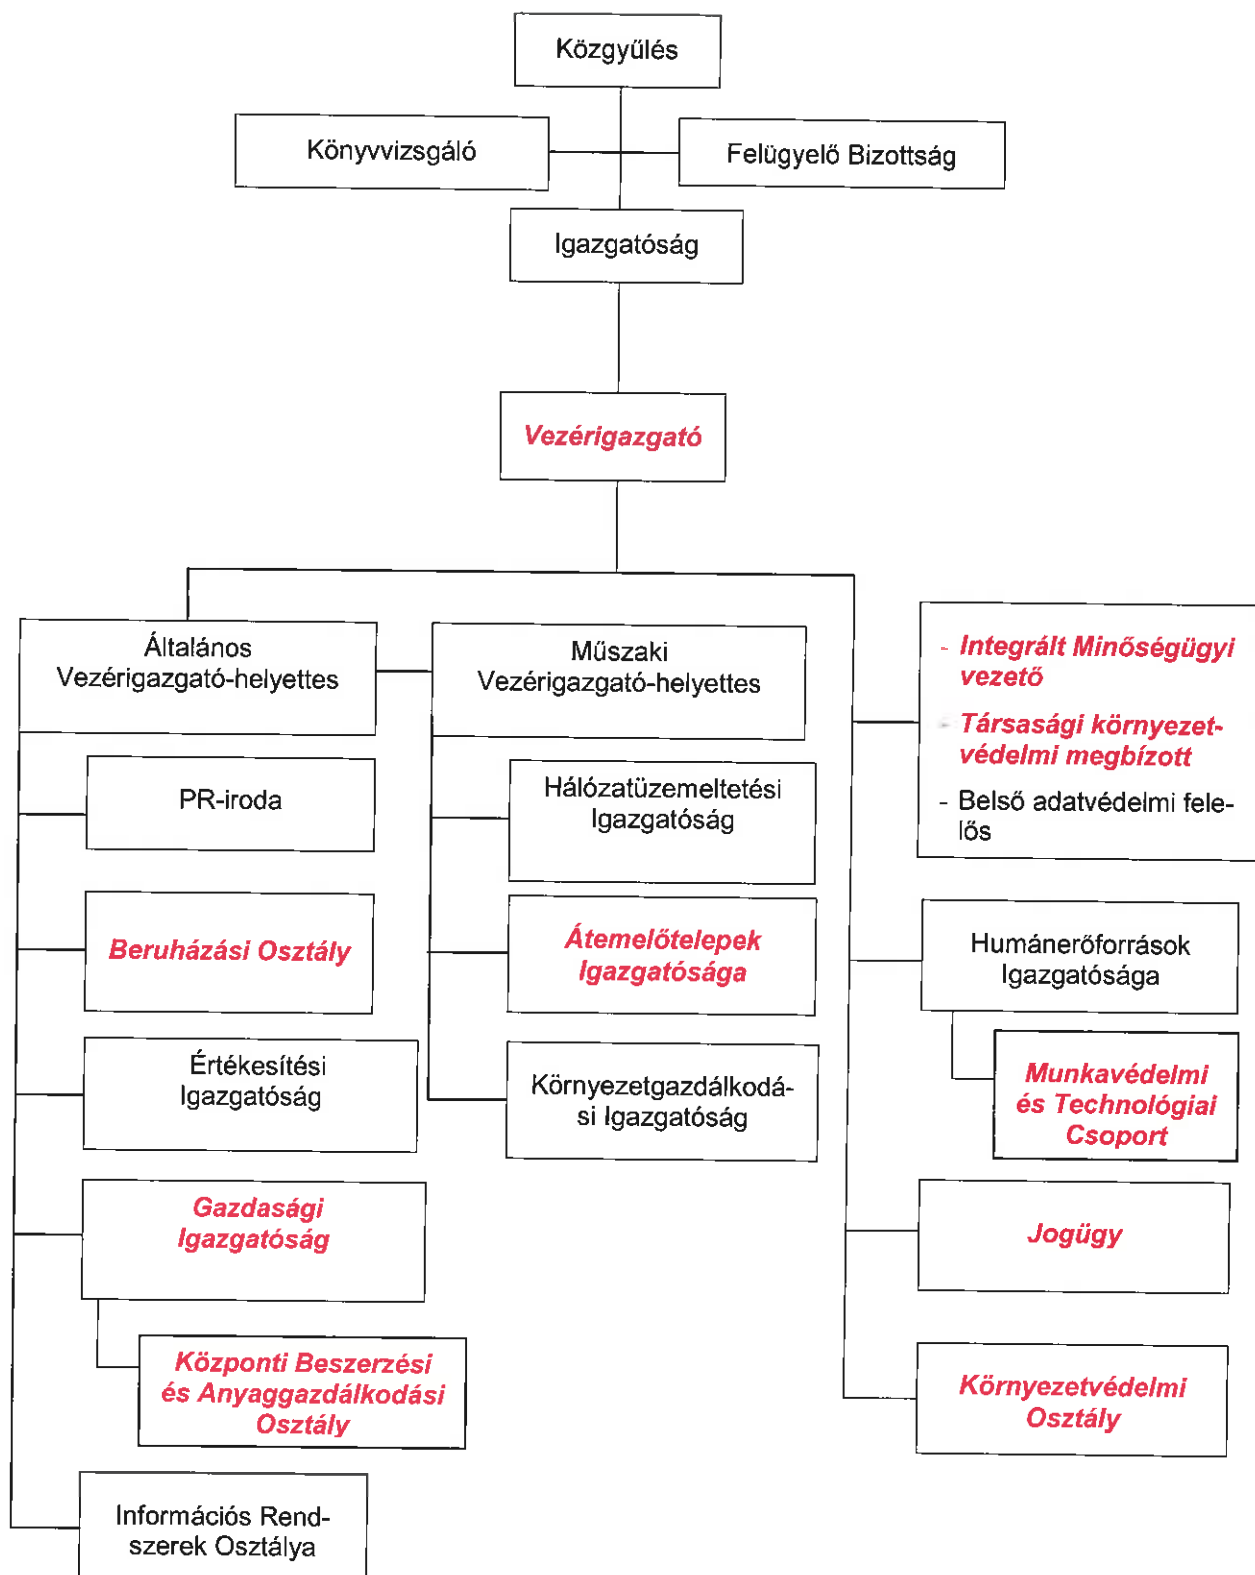 Közgyűlés
Könyvvizsgáló
Felügyelő Bizottság
Igazgatóság
Vezérigazgató
Általános
Vezérigazgató-helyettes
Műszaki
Vezérigazgató-helyettes
PR-iroda
Beruházási Osztály
Értékesítési
Igazgatóság
Gazdasági
Igazgatóság
Központi Beszerzési
és Anyaggazdálkodási
Osztály
Információs Rend-
szerek Osztálya
Hálózatüzemeltetési
Igazgatóság
Átemelőtelepek
Igazgatósága
Környezetgazdálkodá-
si Igazgatóság
- Integrált Minőségügyi
vezető
- Társasági környezet-
védelmi megbízott
- Belső adatvédelmi fele-
lős
Humánerőforrások
Igazgatósága
Munkavédelmi
és Technológiai
Csoport
Jogügy
Környezetvédelmi
Osztály